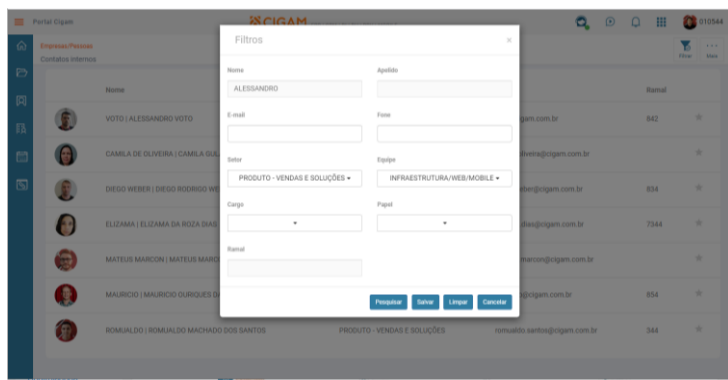 Portal Cigam
CIGAM
010544
Empresas/Pessoas
Contatos internos
Filtrar
Mais
Filtros
×
Nome
Apelido
ALESSANDRO
E-mail
Fone
Setor
Equipe
PRODUTO - VENDAS E SOLUÇÕES
INFRAESTRUTURA/WEB/MOBILE
Cargo
Papel
Ramal
Pesquisar
Salvar
Limpar
Cancelar
Nome
Ramal
VOTO | ALESSANDRO VOTO
gam.com.br
842
CAMILA DE OLIVEIRA | CAMILA GUL
oliveira@cigam.com.br
DIEGO WEBER | DIEGO RODRIGO WE
eber@cigam.com.br
834
ELIZAMA | ELIZAMA DA ROZA DIAS
dias@cigam.com.br
7344
MATEUS MARCON | MATEUS MARC
marcon@cigam.com.br
MAURICIO | MAURICIO OURIQUES D
@cigam.com.br
854
ROMUALDO | ROMUALDO MACHADO DOS SANTOS
PRODUTO - VENDAS E SOLUÇÕES
romualdo.santos@cigam.com.br
344